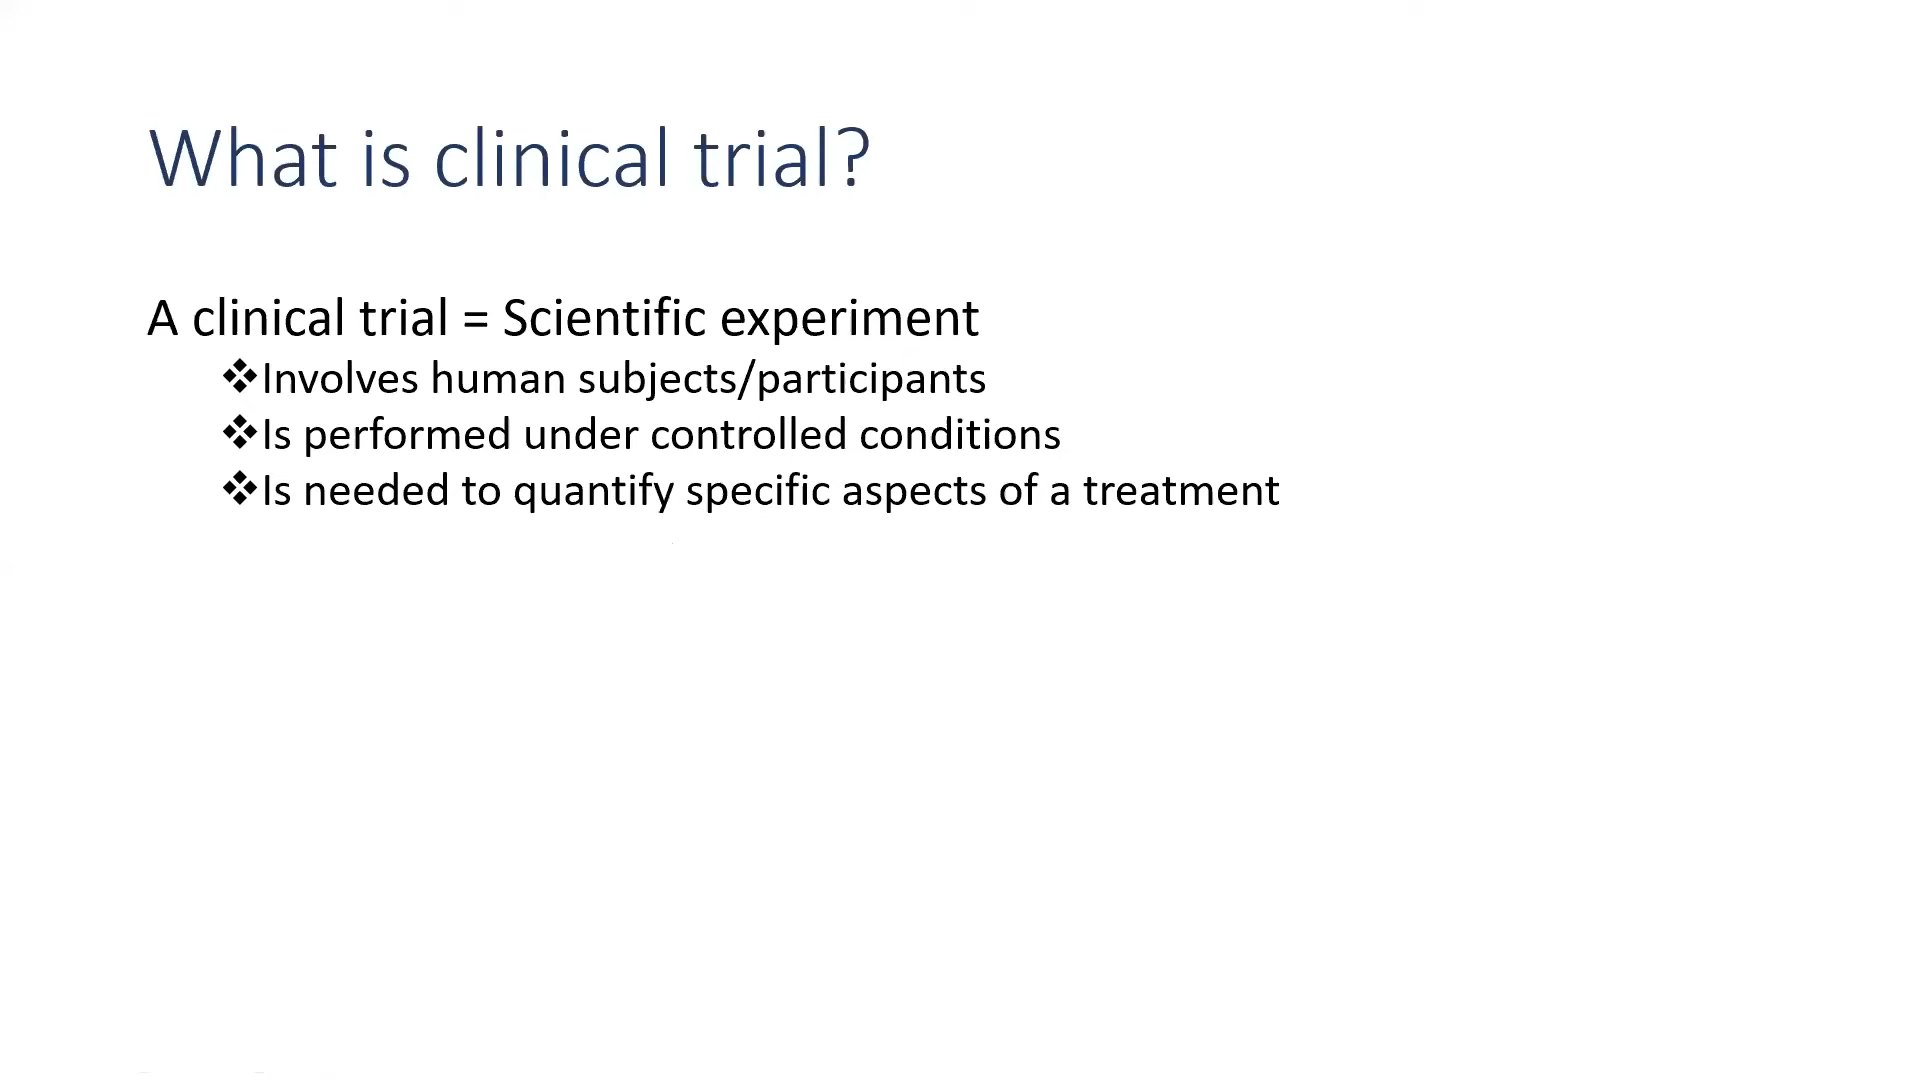 What is clinical trial?
A clinical trial = Scientific experiment
❖Involves human subjects/participants
❖Is performed under controlled conditions
❖Is needed to quantify specific aspects of a treatment